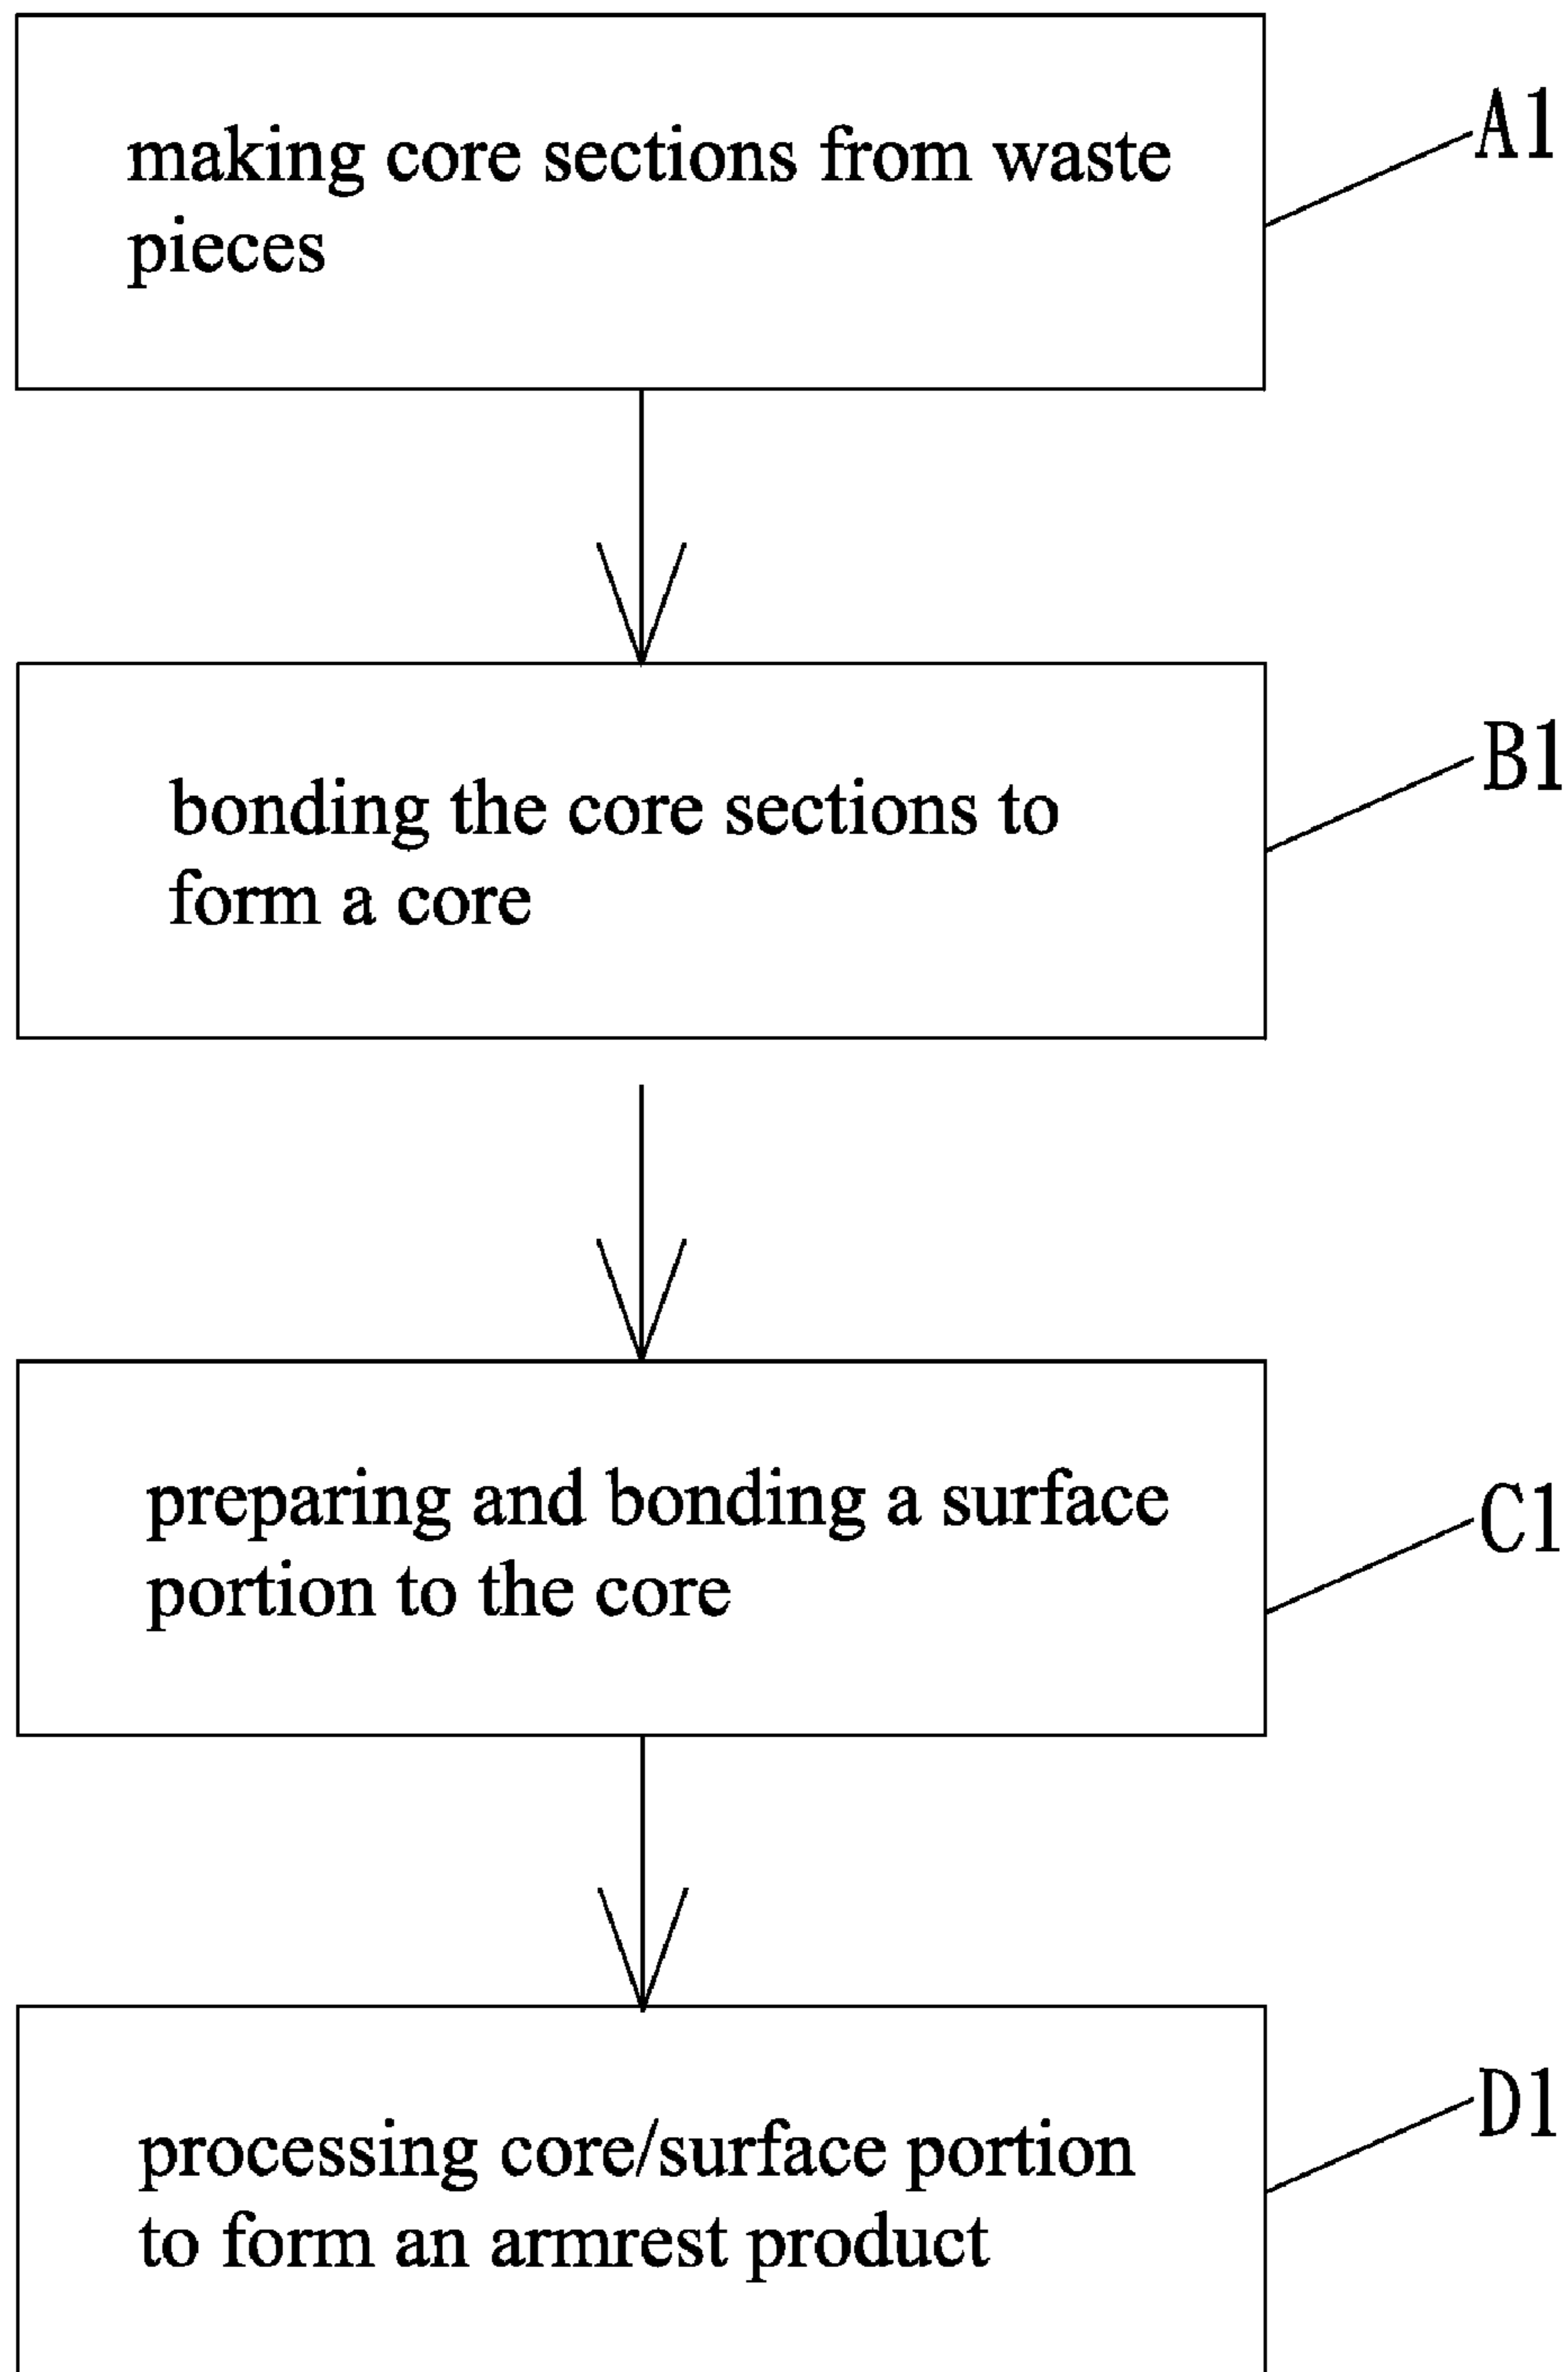 making core sections from waste
pieces
A1
bonding the core sections to
form a core
B1
preparing and bonding a surface
portion to the core
C1
processing core/surface portion
to form an armrest product
D1